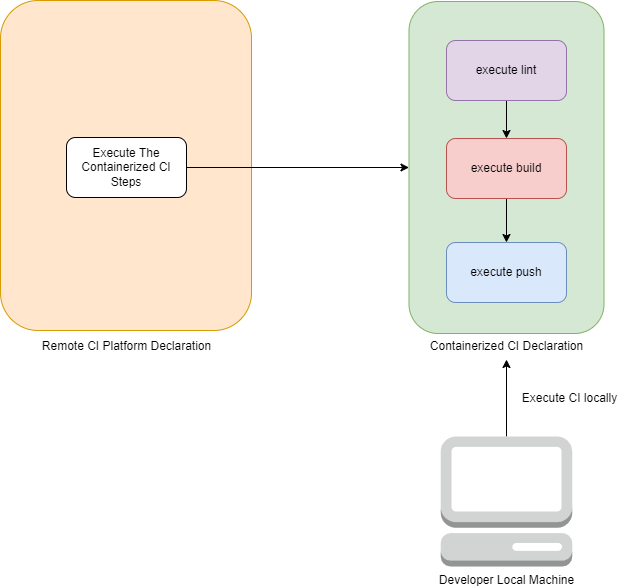 execute lint
Execute The
Containerized CI
Steps
execute build
execute push
Remote CI Platform Declaration
Containerized CI Declaration
Execute CI locally
Developer Local Machine